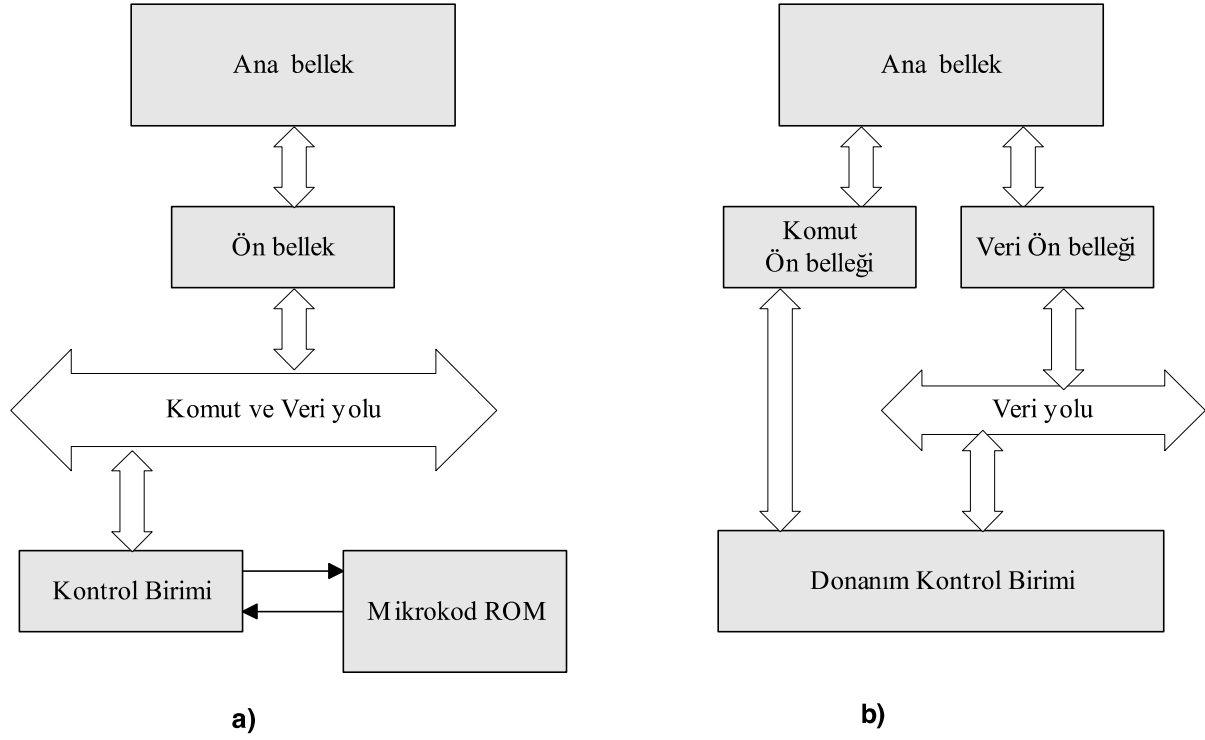 Ana bellek
Ön bellek
Komut ve Veri yolu
Kontrol Birimi
Mikrokod ROM
a)
Ana bellek
Komut
Ön belleği
Veri Ön belleği
Veri yolu
Donanım Kontrol Birimi
b)